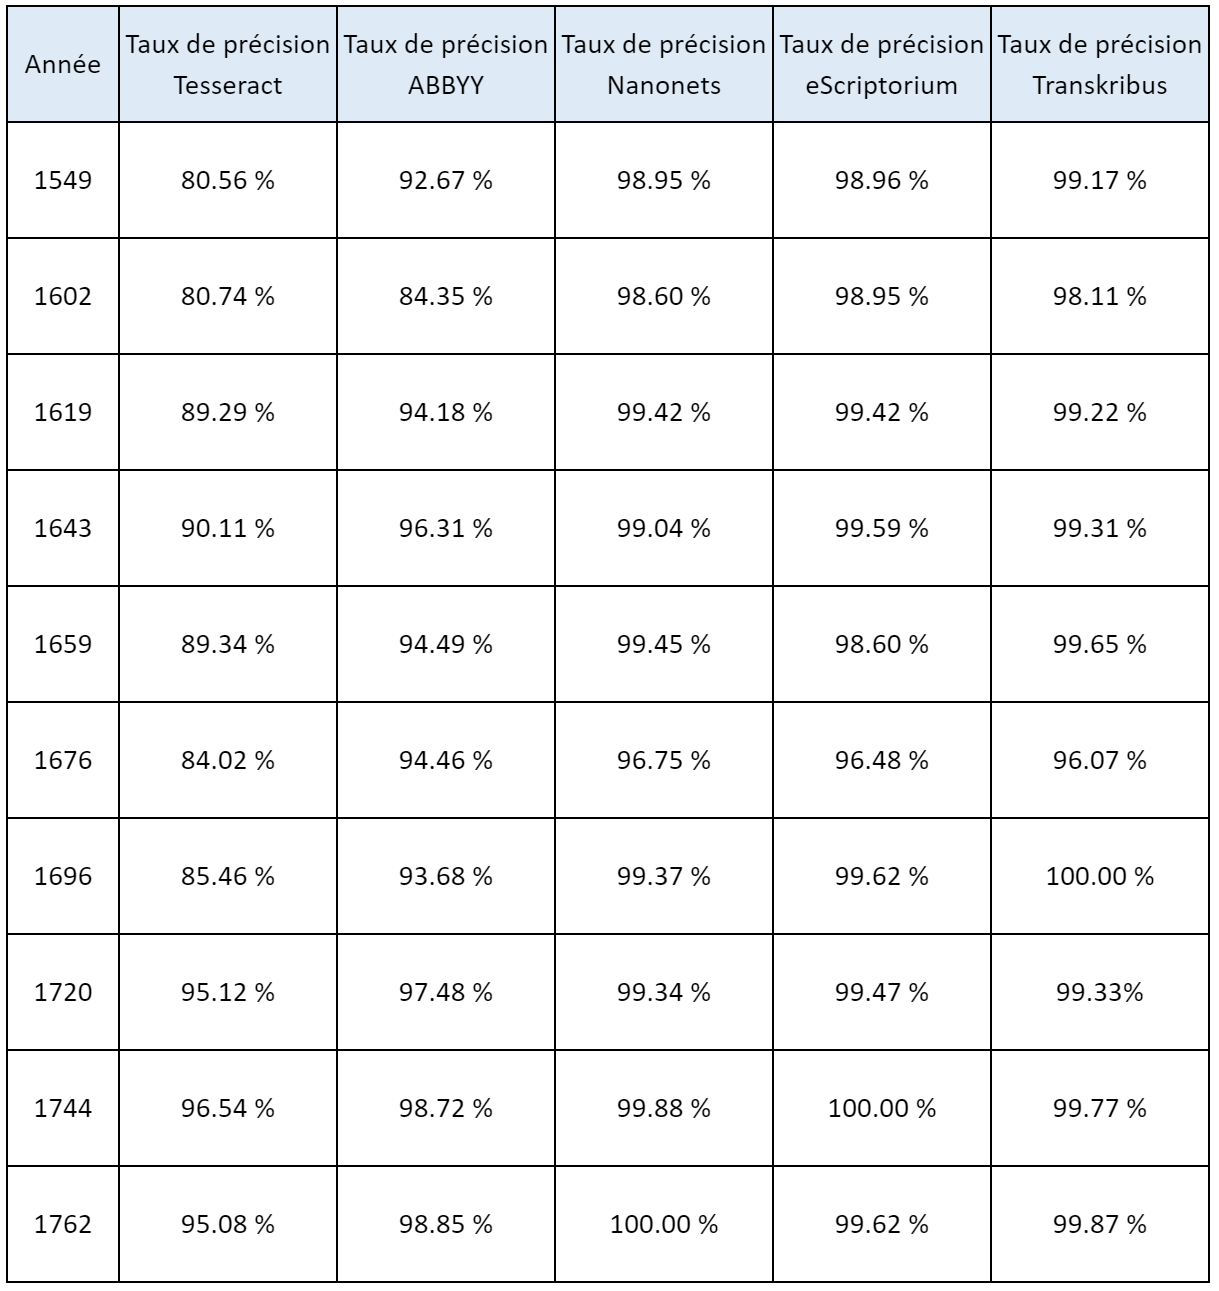 Année Taux de précision Tesseract Taux de précision ABBYY Taux de précision Nanonets Taux de précision eScriptorium Taux de précision Transkribus
1549 80.56 % 92.67 % 98.95 % 98.96 % 99.17 %
1602 80.74 % 84.35 % 98.60 % 98.95 % 98.11 %
1619 89.29 % 94.18 % 99.42 % 99.42 % 99.22 %
1643 90.11 % 96.31 % 99.04 % 99.59 % 99.31 %
1659 89.34 % 94.49 % 99.45 % 98.60 % 99.65 %
1676 84.02 % 94.46 % 96.75 % 96.48 % 96.07 %
1696 85.46 % 93.68 % 99.37 % 99.62 % 100.00 %
1720 95.12 % 97.48 % 99.34 % 99.47 % 99.33%
1744 96.54 % 98.72 % 99.88 % 100.00 % 99.77 %
1762 95.08 % 98.85 % 100.00 % 99.62 % 99.87 %